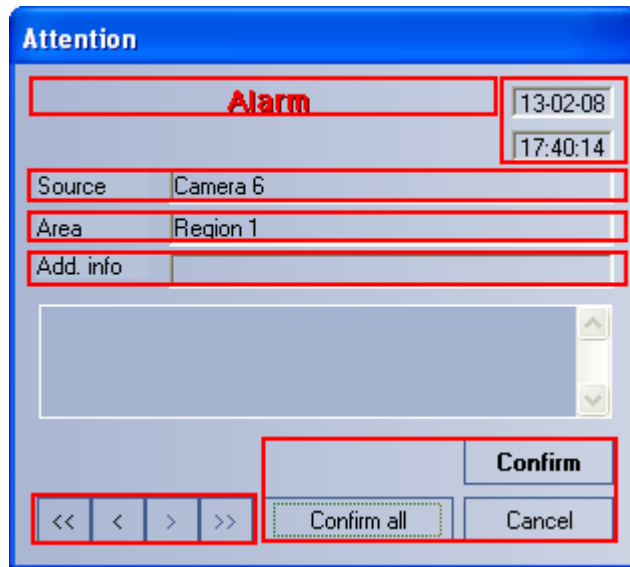 Attention
Alarm
13-02-08
17:40:14
Source Camera 6
Area Region 1
Add. info
Confirm
<< < > >> Confirm all Cancel